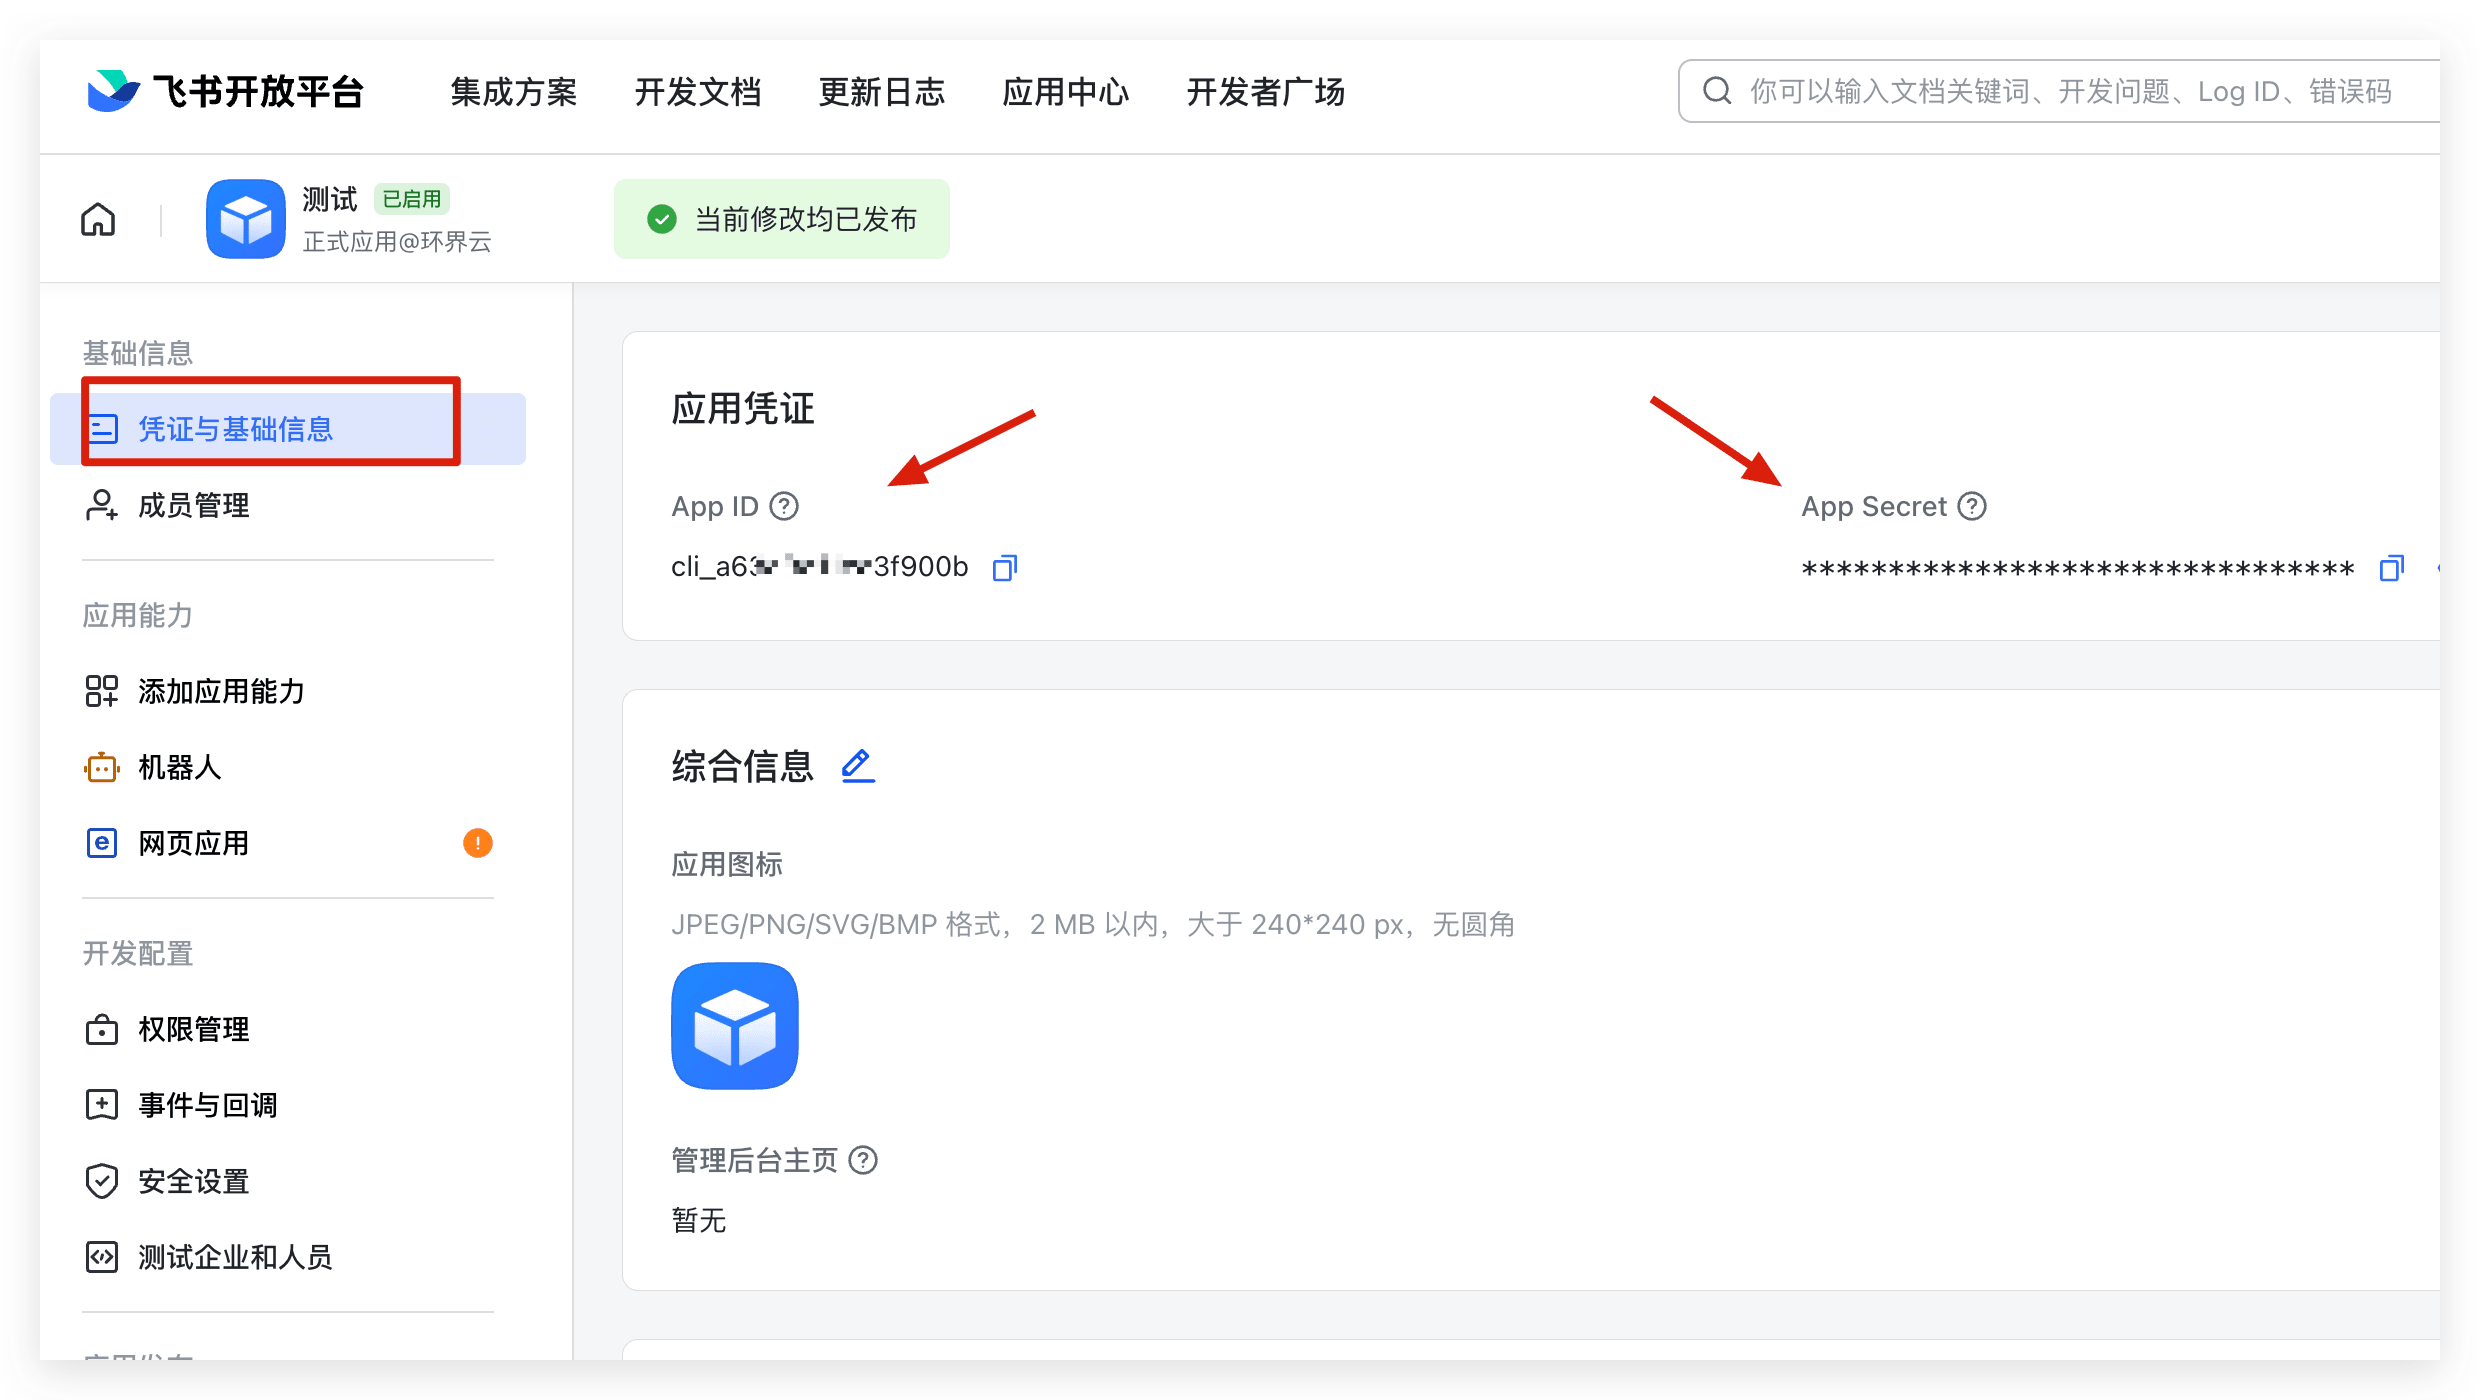 飞书开放平台 集成方案 开发文档 更新日志 应用中心 开发者广场 你可以输入文档关键词、开发问题、Log ID、错误码
测试 已启用
正式应用@环界云
当前修改均已发布
基础信息
凭证与基础信息
成员管理
应用能力
添加应用能力
机器人
网页应用
开发配置
权限管理
事件与回调
安全设置
测试企业和人员
应用凭证
App ID
cli_a63 3f900b
App Secret
********************************
综合信息
应用图标
JPEG/PNG/SVG/BMP 格式，2 MB 以内，大于 240*240 px，无圆角
管理后台主页
暂无